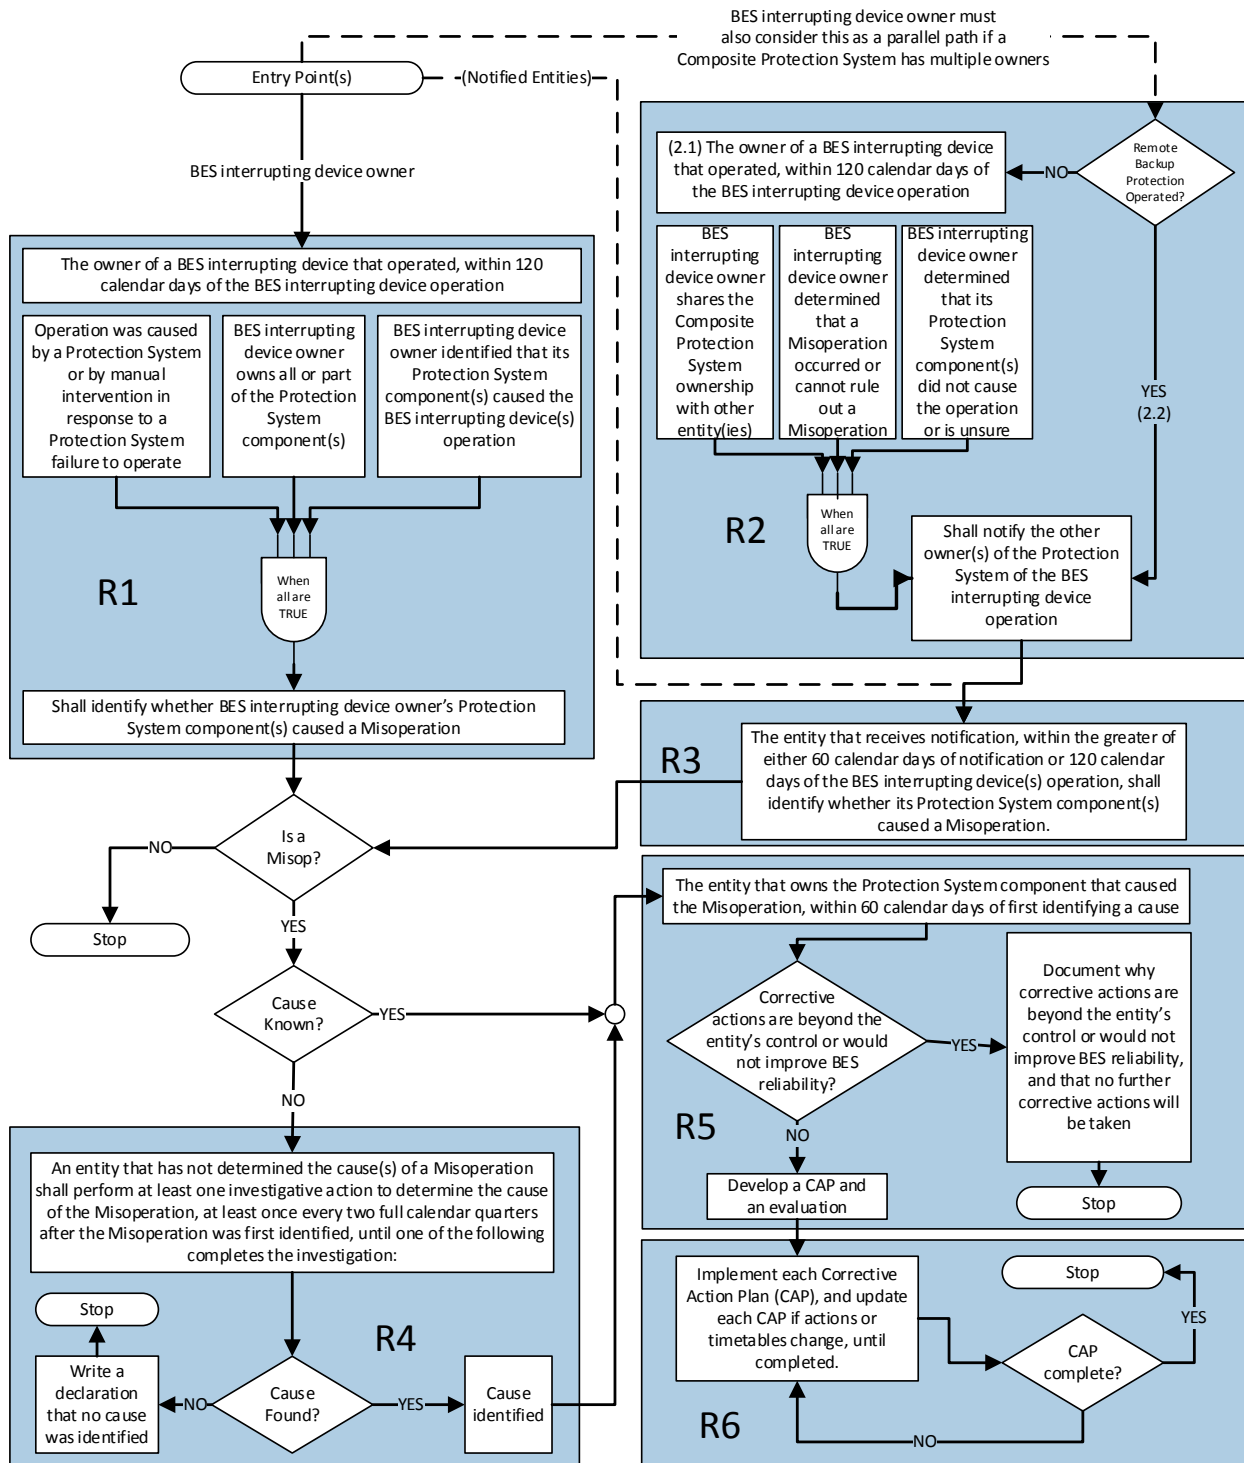 BES interrupting device owner must
also consider this as a parallel path if a
Composite Protection System has multiple owners
Entry Point(s)
(Notified Entities)
BES interrupting device owner
The owner of a BES interrupting device that operated, within 120
calendar days of the BES interrupting device operation
Operation was caused
by a Protection System
or by manual
intervention in
response to a
Protection System
failure to operate
BES interrupting
device owner
owns all or part
of the Protection
System
component(s)
BES interrupting device
owner identified that its
Protection System
component(s) caused the
BES interrupting device(s)
operation
R1
When
all are
TRUE
Shall identify whether BES interrupting device owner's Protection
System component(s) caused a Misoperation
Remote
Backup
Protection
Operated?
NO
(2.1) The owner of a BES interrupting device
that operated, within 120 calendar days of
the BES interrupting device operation
BES
interrupting
device owner
shares the
Composite
Protection
System
ownership
with other
entity(ies)
BES
interrupting
device owner
determined
that a
Misoperation
occurred or
cannot rule
out a
Misoperation
BES interrupting
device owner
determined
that its
Protection
System
component(s)
did not cause
the operation
or is unsure
YES
(2.2)
R2
When
all are
TRUE
Shall notify the other
owner(s) of the Protection
System of the BES
interrupting device
operation
R3
The entity that receives notification, within the greater of
either 60 calendar days of notification or 120 calendar
days of the BES interrupting device(s) operation, shall
identify whether its Protection System component(s)
caused a Misoperation.
Is a
Misop?
NO
Stop
YES
Cause
Known?
YES
NO
An entity that has not determined the cause(s) of a Misoperation
shall perform at least one investigative action to determine the cause
of the Misoperation, at least once every two full calendar quarters
after the Misoperation was first identified, until one of the following
completes the investigation:
R4
Stop
Write a
declaration
that no cause
was identified
NO
Cause
Found?
YES
Cause
identified
The entity that owns the Protection System component that caused
the Misoperation, within 60 calendar days of first identifying a cause
Corrective
actions are beyond the
entity's control or would
not improve BES
reliability?
YES
Document why
corrective actions are
beyond the entity's
control or would not
improve BES reliability,
and that no further
corrective actions will
be taken
Stop
R5
NO
Develop a CAP and
an evaluation
Implement each Corrective
Action Plan (CAP), and update
each CAP if actions or
timetables change, until
completed.
Stop
YES
CAP
complete?
NO
R6